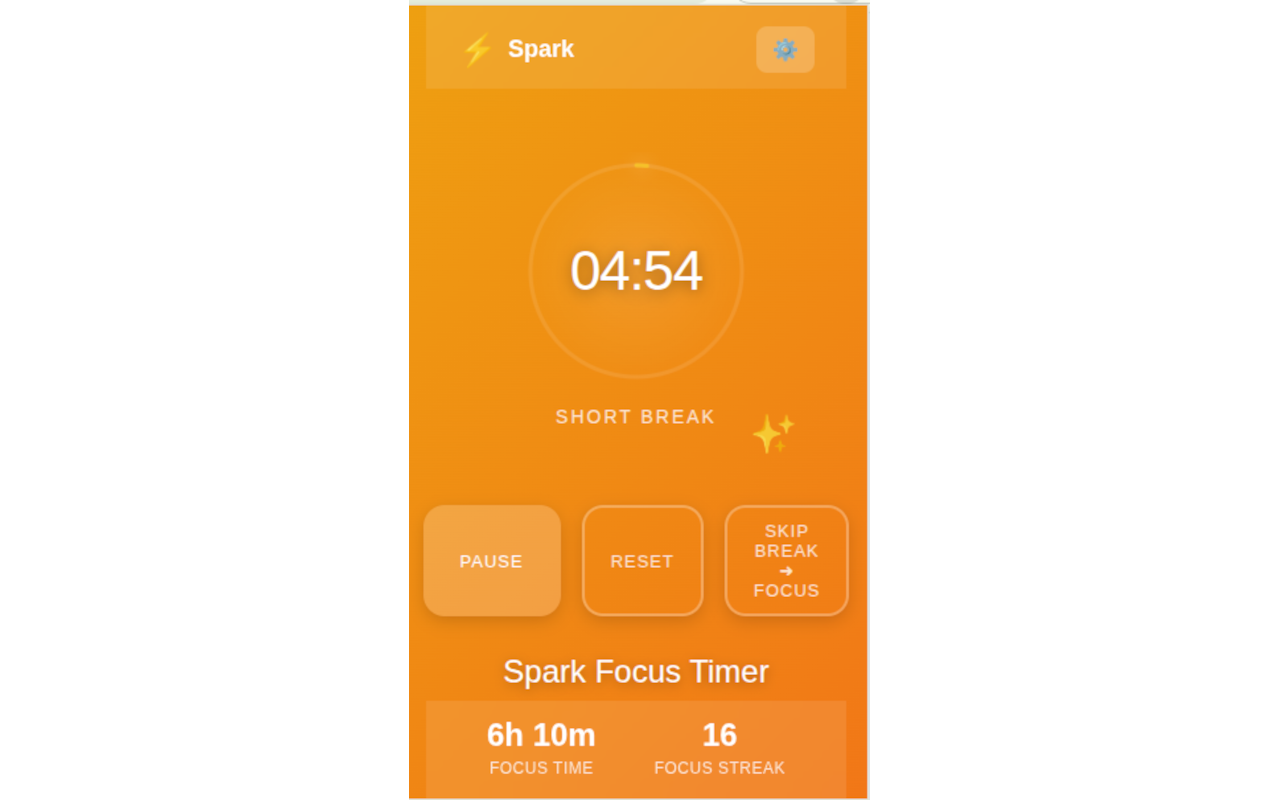 Spark
04:54
SHORT BREAK
PAUSE
RESET
SKIP
BREAK
➜
FOCUS
Spark Focus Timer
6h 10m
16
FOCUS TIME
FOCUS STREAK